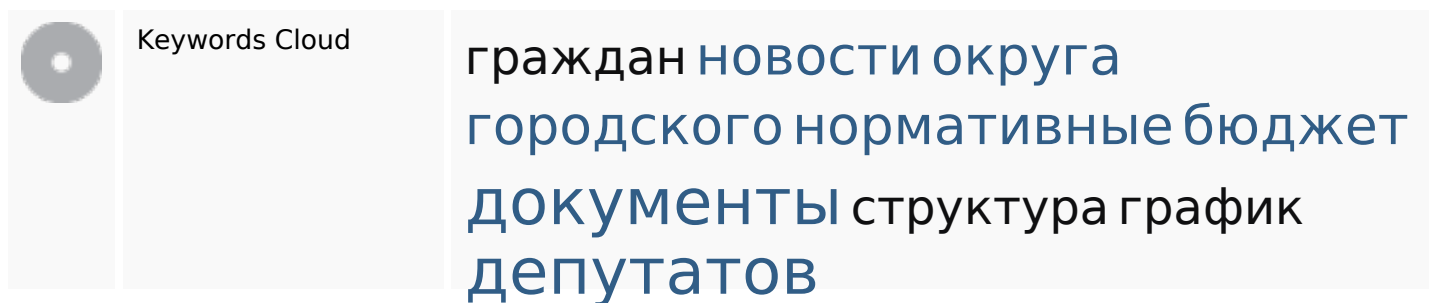 Keywords Cloud
граждан новости округа
городского нормативные бюджет
документы структура график
депутатов